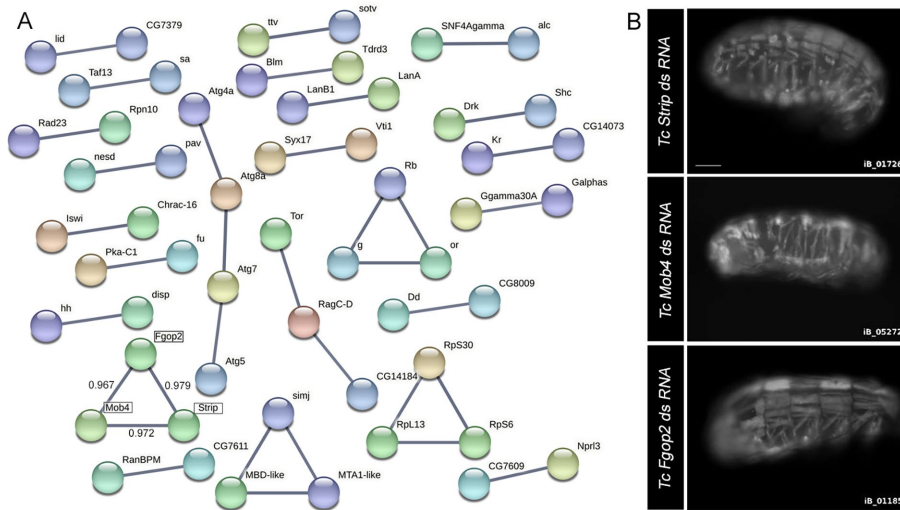 A
lid
CG7379
Taf13
sa
Rad23
Rpn10
nesd
pav
Iswi
Chrac-16
Pka-C1
fu
hh
disp
Fgop2
0.967
0.979
Mob4
Strip
0.972
RanBPM
CG7611
Atg4a
Atg8a
Atg7
Atg5
ttv
sotv
Blm
Tdrd3
LanB1
LanA
Syx17
Vti1
SNF4Agamma
alc
Drk
Shc
Kr
CG14073
Rb
g
or
Ggamma30A
Galphas
Tor
RagC-D
CG14184
Dd
CG8009
RpS30
RpL13
RpS6
simj
MBD-like
MTA1-like
CG7609
Nprl3
B
Tc Strip ds RNA
iB_01726
Tc Mob4 ds RNA
iB_05272
Tc Fgop2 ds RNA
iB_01185